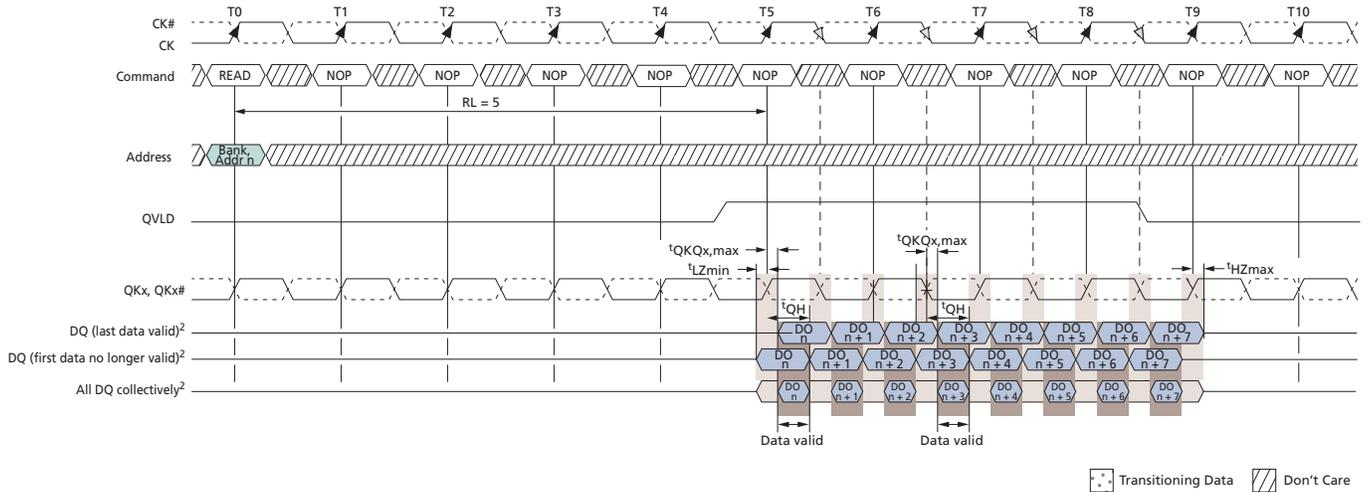 T0 T1 T2 T3 T4 T5 T6 T7 T8 T9 T10
CK#
CK
Command READ NOP NOP NOP NOP NOP NOP NOP NOP NOP NOP
RL = 5
Address Bank,
Addr n
QVLD
tQKQx,max tQKQx,max
tLZmin tHZmax
QKx, QKx#
tQH tQH
DQ (last data valid)2 DO n DO n + 1 DO n + 2 DO n + 3 DO n + 4 DO n + 5 DO n + 6 DO n + 7
DQ (first data no longer valid)2 DO n DO n + 1 DO n + 2 DO n + 3 DO n + 4 DO n + 5 DO n + 6 DO n + 7
All DQ collectively2 DO n DO n + 1 DO n + 2 DO n + 3 DO n + 4 DO n + 5 DO n + 6 DO n + 7
Data valid Data valid
Transitioning Data Don't Care